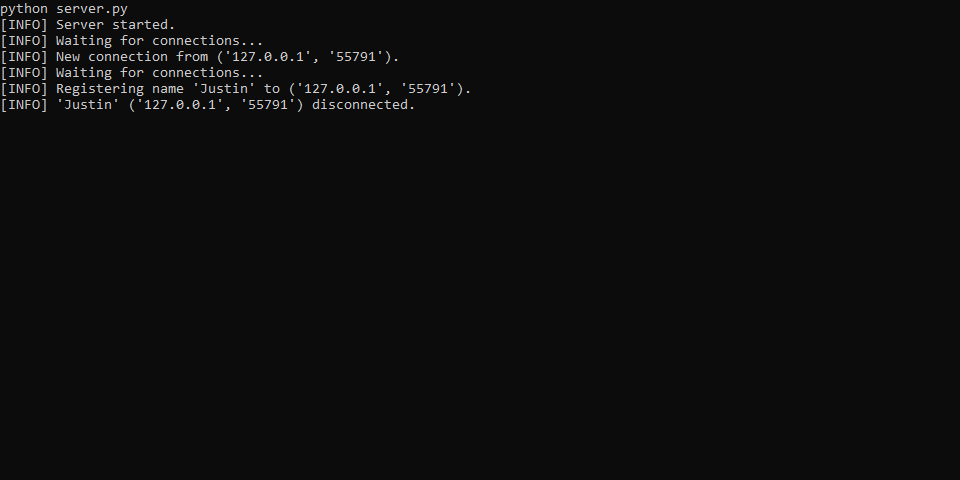 python server.py
[INFO] Server started.
[INFO] Waiting for connections...
[INFO] New connection from ('127.0.0.1', '55791').
[INFO] Waiting for connections...
[INFO] Registering name 'Justin' to ('127.0.0.1', '55791').
[INFO] 'Justin' ('127.0.0.1', '55791') disconnected.